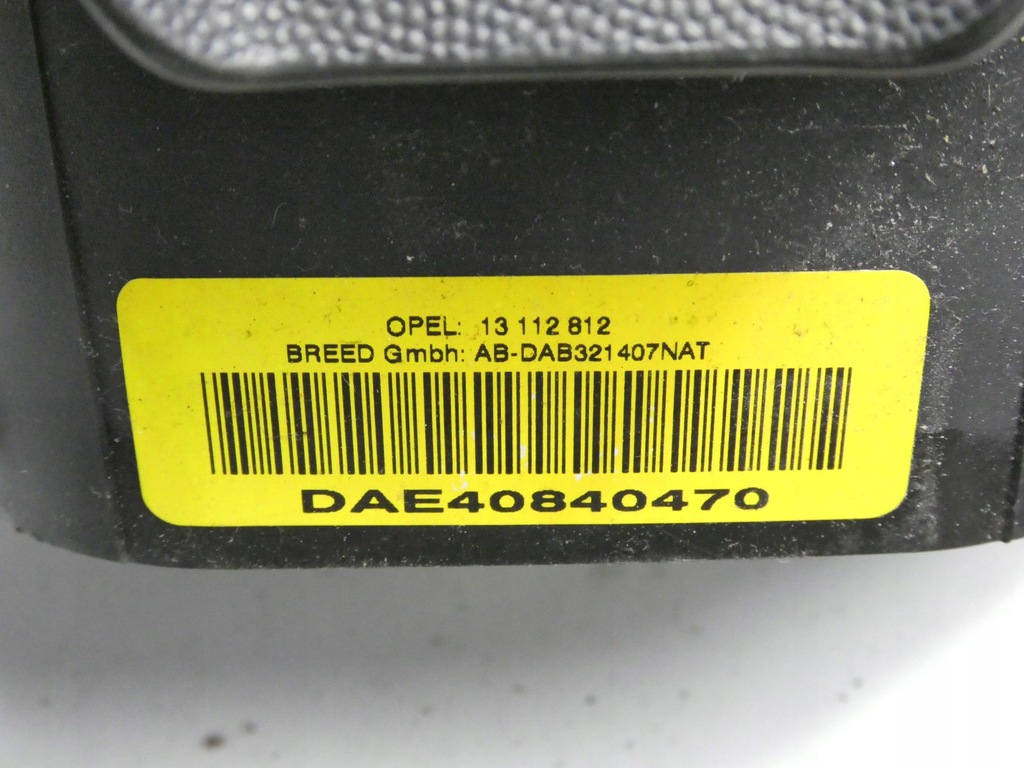 OPEL: 13 112 812
BREED Gmbh: AB-DAB321407NAT
DAE40840470